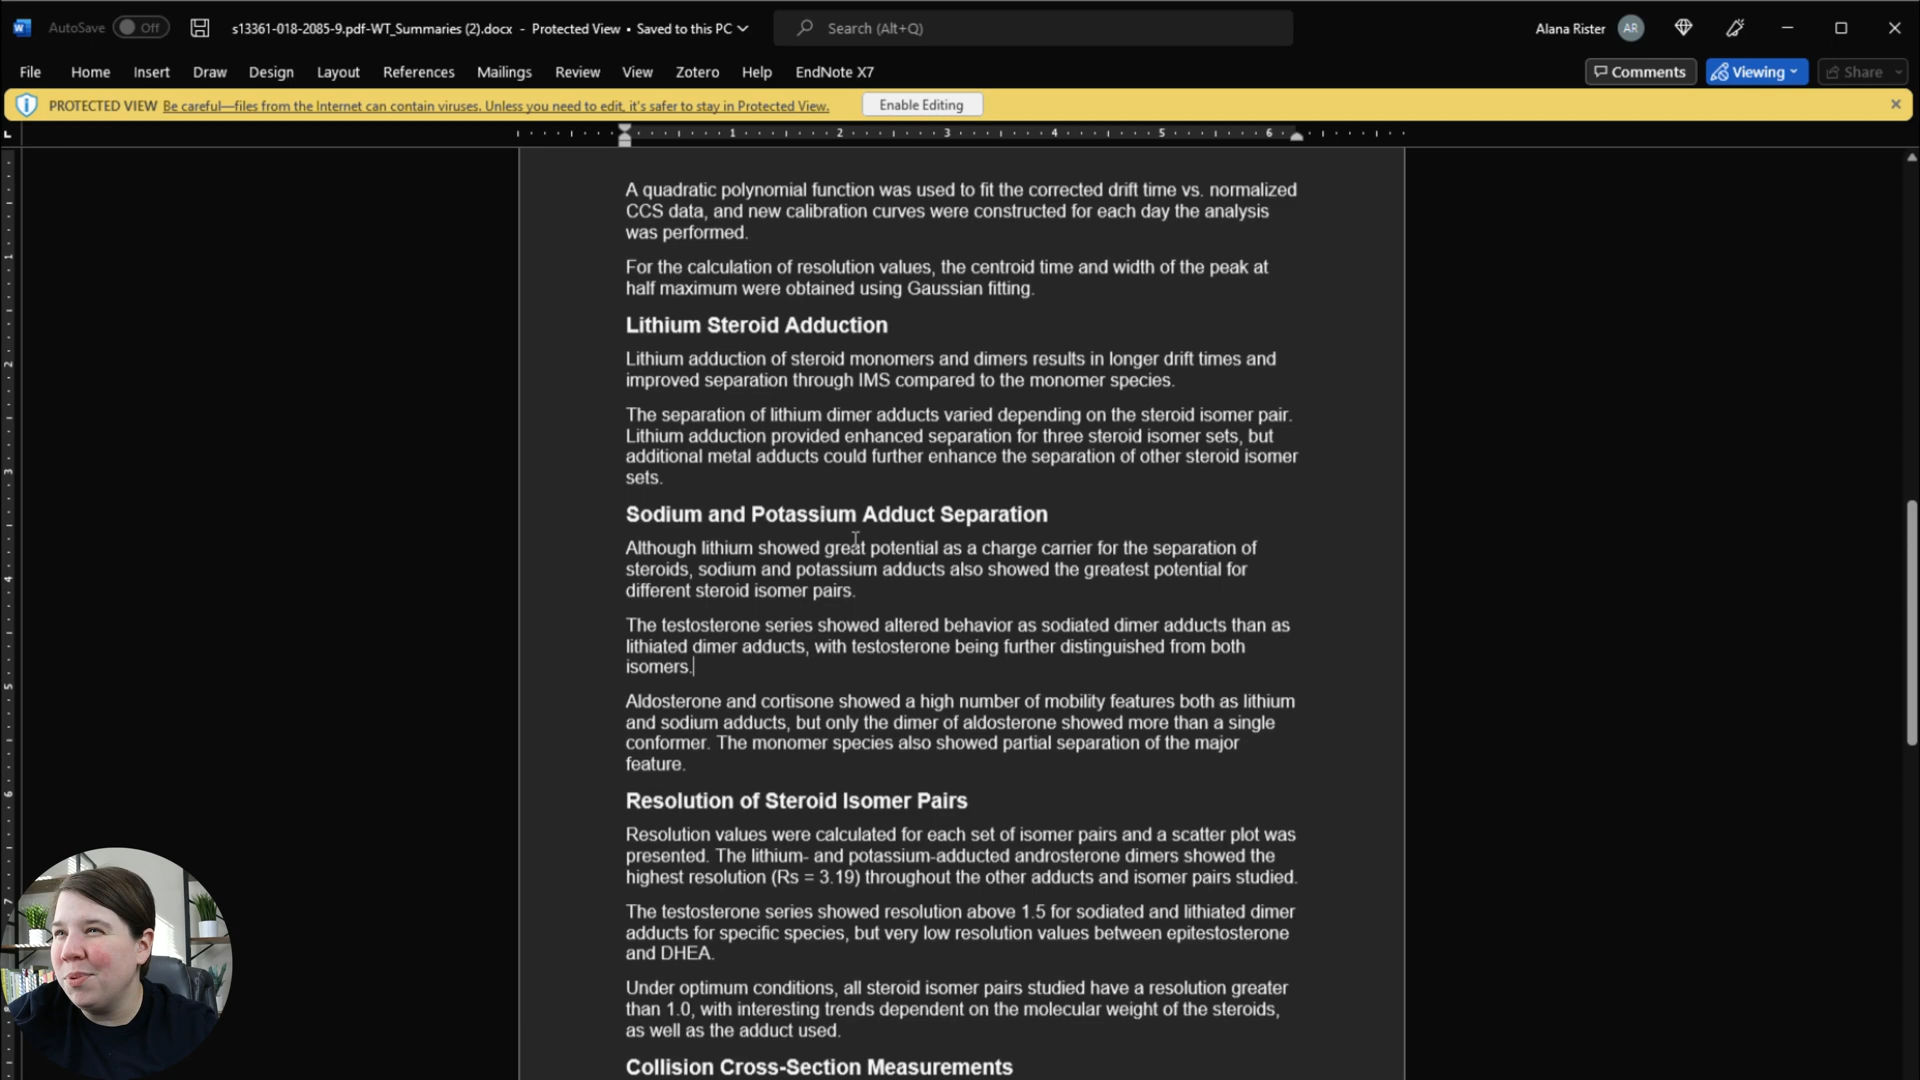 AutoSave Off s13361-018-2085-9.pdf-WT_Summaries (2).docx - Protected View • Saved to this PC Search (Alt+Q) Alana Rister AR
File Home Insert Draw Design Layout References Mailings Review View Zotero Help EndNote X7 Comments Viewing Share
PROTECTED VIEW Be careful—files from the Internet can contain viruses. Unless you need to edit, it's safer to stay in Protected View. Enable Editing
1 2 3 4 5 6
A quadratic polynomial function was used to fit the corrected drift time vs. normalized
CCS data, and new calibration curves were constructed for each day the analysis
was performed.
For the calculation of resolution values, the centroid time and width of the peak at
half maximum were obtained using Gaussian fitting.
Lithium Steroid Adduction
Lithium adduction of steroid monomers and dimers results in longer drift times and
improved separation through IMS compared to the monomer species.
The separation of lithium dimer adducts varied depending on the steroid isomer pair.
Lithium adduction provided enhanced separation for three steroid isomer sets, but
additional metal adducts could further enhance the separation of other steroid isomer
sets.
Sodium and Potassium Adduct Separation
Although lithium showed great potential as a charge carrier for the separation of
steroids, sodium and potassium adducts also showed the greatest potential for
different steroid isomer pairs.
The testosterone series showed altered behavior as sodiated dimer adducts than as
lithiated dimer adducts, with testosterone being further distinguished from both
isomers.
Aldosterone and cortisone showed a high number of mobility features both as lithium
and sodium adducts, but only the dimer of aldosterone showed more than a single
conformer. The monomer species also showed partial separation of the major
feature.
Resolution of Steroid Isomer Pairs
Resolution values were calculated for each set of isomer pairs and a scatter plot was
presented. The lithium- and potassium-adducted androsterone dimers showed the
highest resolution (Rs = 3.19) throughout the other adducts and isomer pairs studied.
The testosterone series showed resolution above 1.5 for sodiated and lithiated dimer
adducts for specific species, but very low resolution values between epitestosterone
and DHEA.
Under optimum conditions, all steroid isomer pairs studied have a resolution greater
than 1.0, with interesting trends dependent on the molecular weight of the steroids,
as well as the adduct used.
Collision Cross-Section Measurements
1
2
3
4
5
6
7